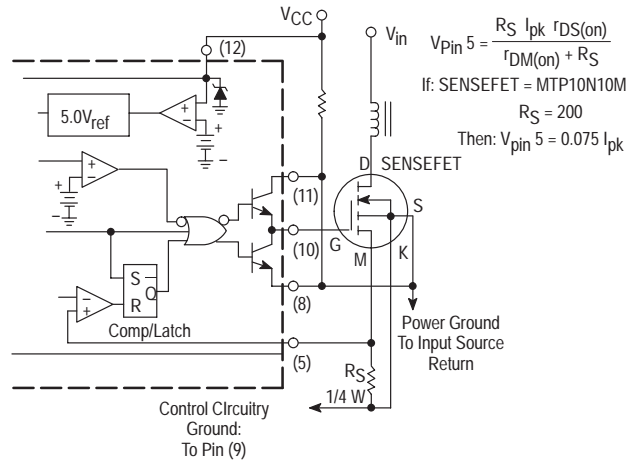 VCC
Vin
(12)
5.0Vref
+
−
+
−
VPin 5 = RS Ipk rDS(on) / rDM(on) + RS
If: SENSEFET = MTP10N10M
RS = 200
Then: Vpin 5 = 0.075 Ipk
+
−
+
−
D SENSEFET
(11)
S
(10)
G
M
K
S
Q
R
−
+
Comp/Latch
(8)
(5)
Power Ground
To Input Source
Return
RS
1/4 W
Control CIrcuitry
Ground:
To Pin (9)